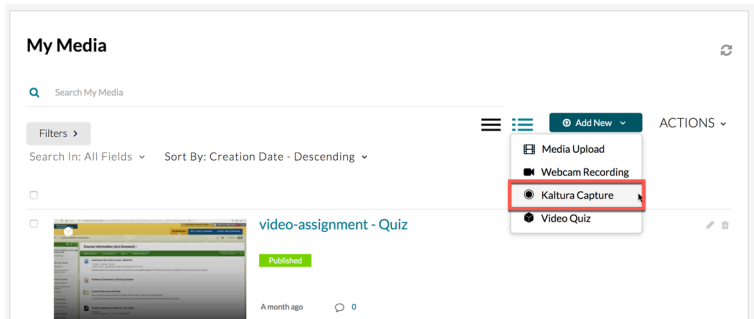 My Media
Search My Media
Add New
ACTIONS
Filters >
Media Upload
Search In: All Fields
Sort By: Creation Date - Descending
Webcam Recording
Kaltura Capture
Video Quiz
video-assignment - Quiz
Published
A month ago
0